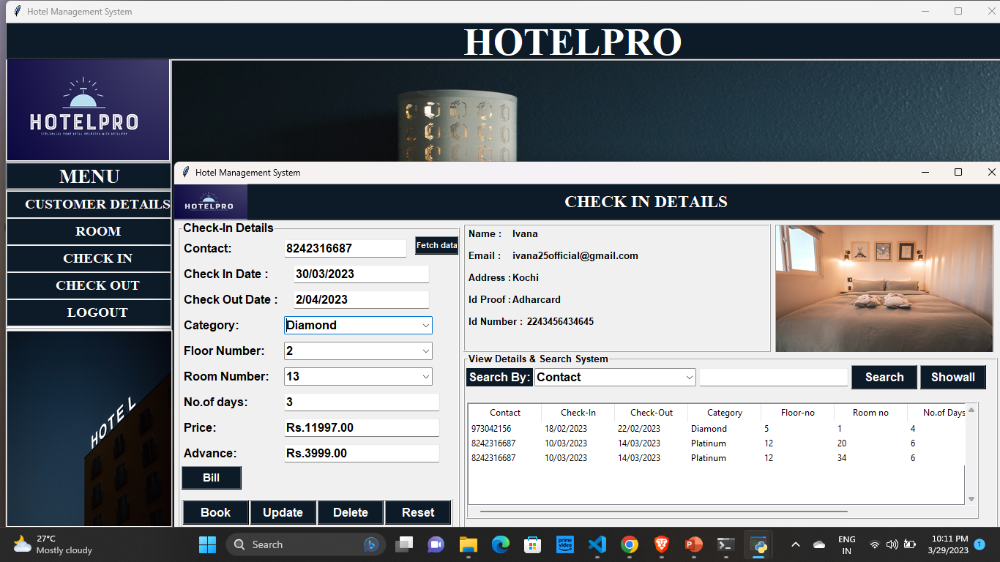 Hotel Management System
HOTELPRO
HOTELPRO
MENU
CUSTOMER DETAILS
ROOM
CHECK IN
CHECK OUT
LOGOUT
HOTEL
Hotel Management System
HOTELPRO
CHECK IN DETAILS
Check-In Details
Contact: 8242316687 Fetch data
Check In Date : 30/03/2023
Check Out Date : 2/04/2023
Category: Diamond
Floor Number: 2
Room Number: 13
No.of days: 3
Price: Rs.11997.00
Advance: Rs.3999.00
Bill
Book Update Delete Reset
Name : Ivana
Email : ivana25official@gmail.com
Address : Kochi
Id Proof : Adharcard
Id Number : 2243456434645
View Details & Search System
Search By: Contact Search Showall
Contact Check-In Check-Out Category Floor-no Room no No.of Days
973042156 18/02/2023 22/02/2023 Diamond 5 1 4
8242316687 10/03/2023 14/03/2023 Platinum 12 20 6
8242316687 10/03/2023 14/03/2023 Platinum 12 34 6
27°C
Mostly cloudy
Search
prime video
ENG
IN
10:11 PM
3/29/2023
1